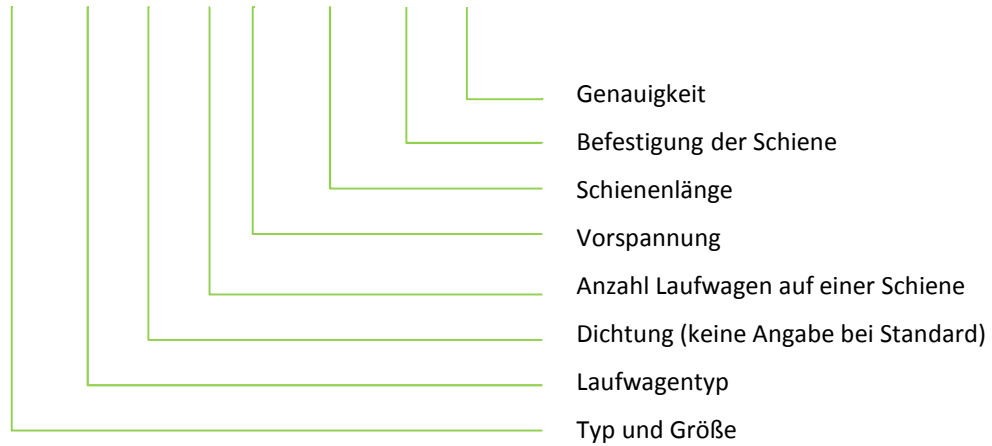 Genauigkeit
Befestigung der Schiene
Schienenlänge
Vorspannung
Anzahl Laufwagen auf einer Schiene
Dichtung (keine Angabe bei Standard)
Laufwagentyp
Typ und Größe